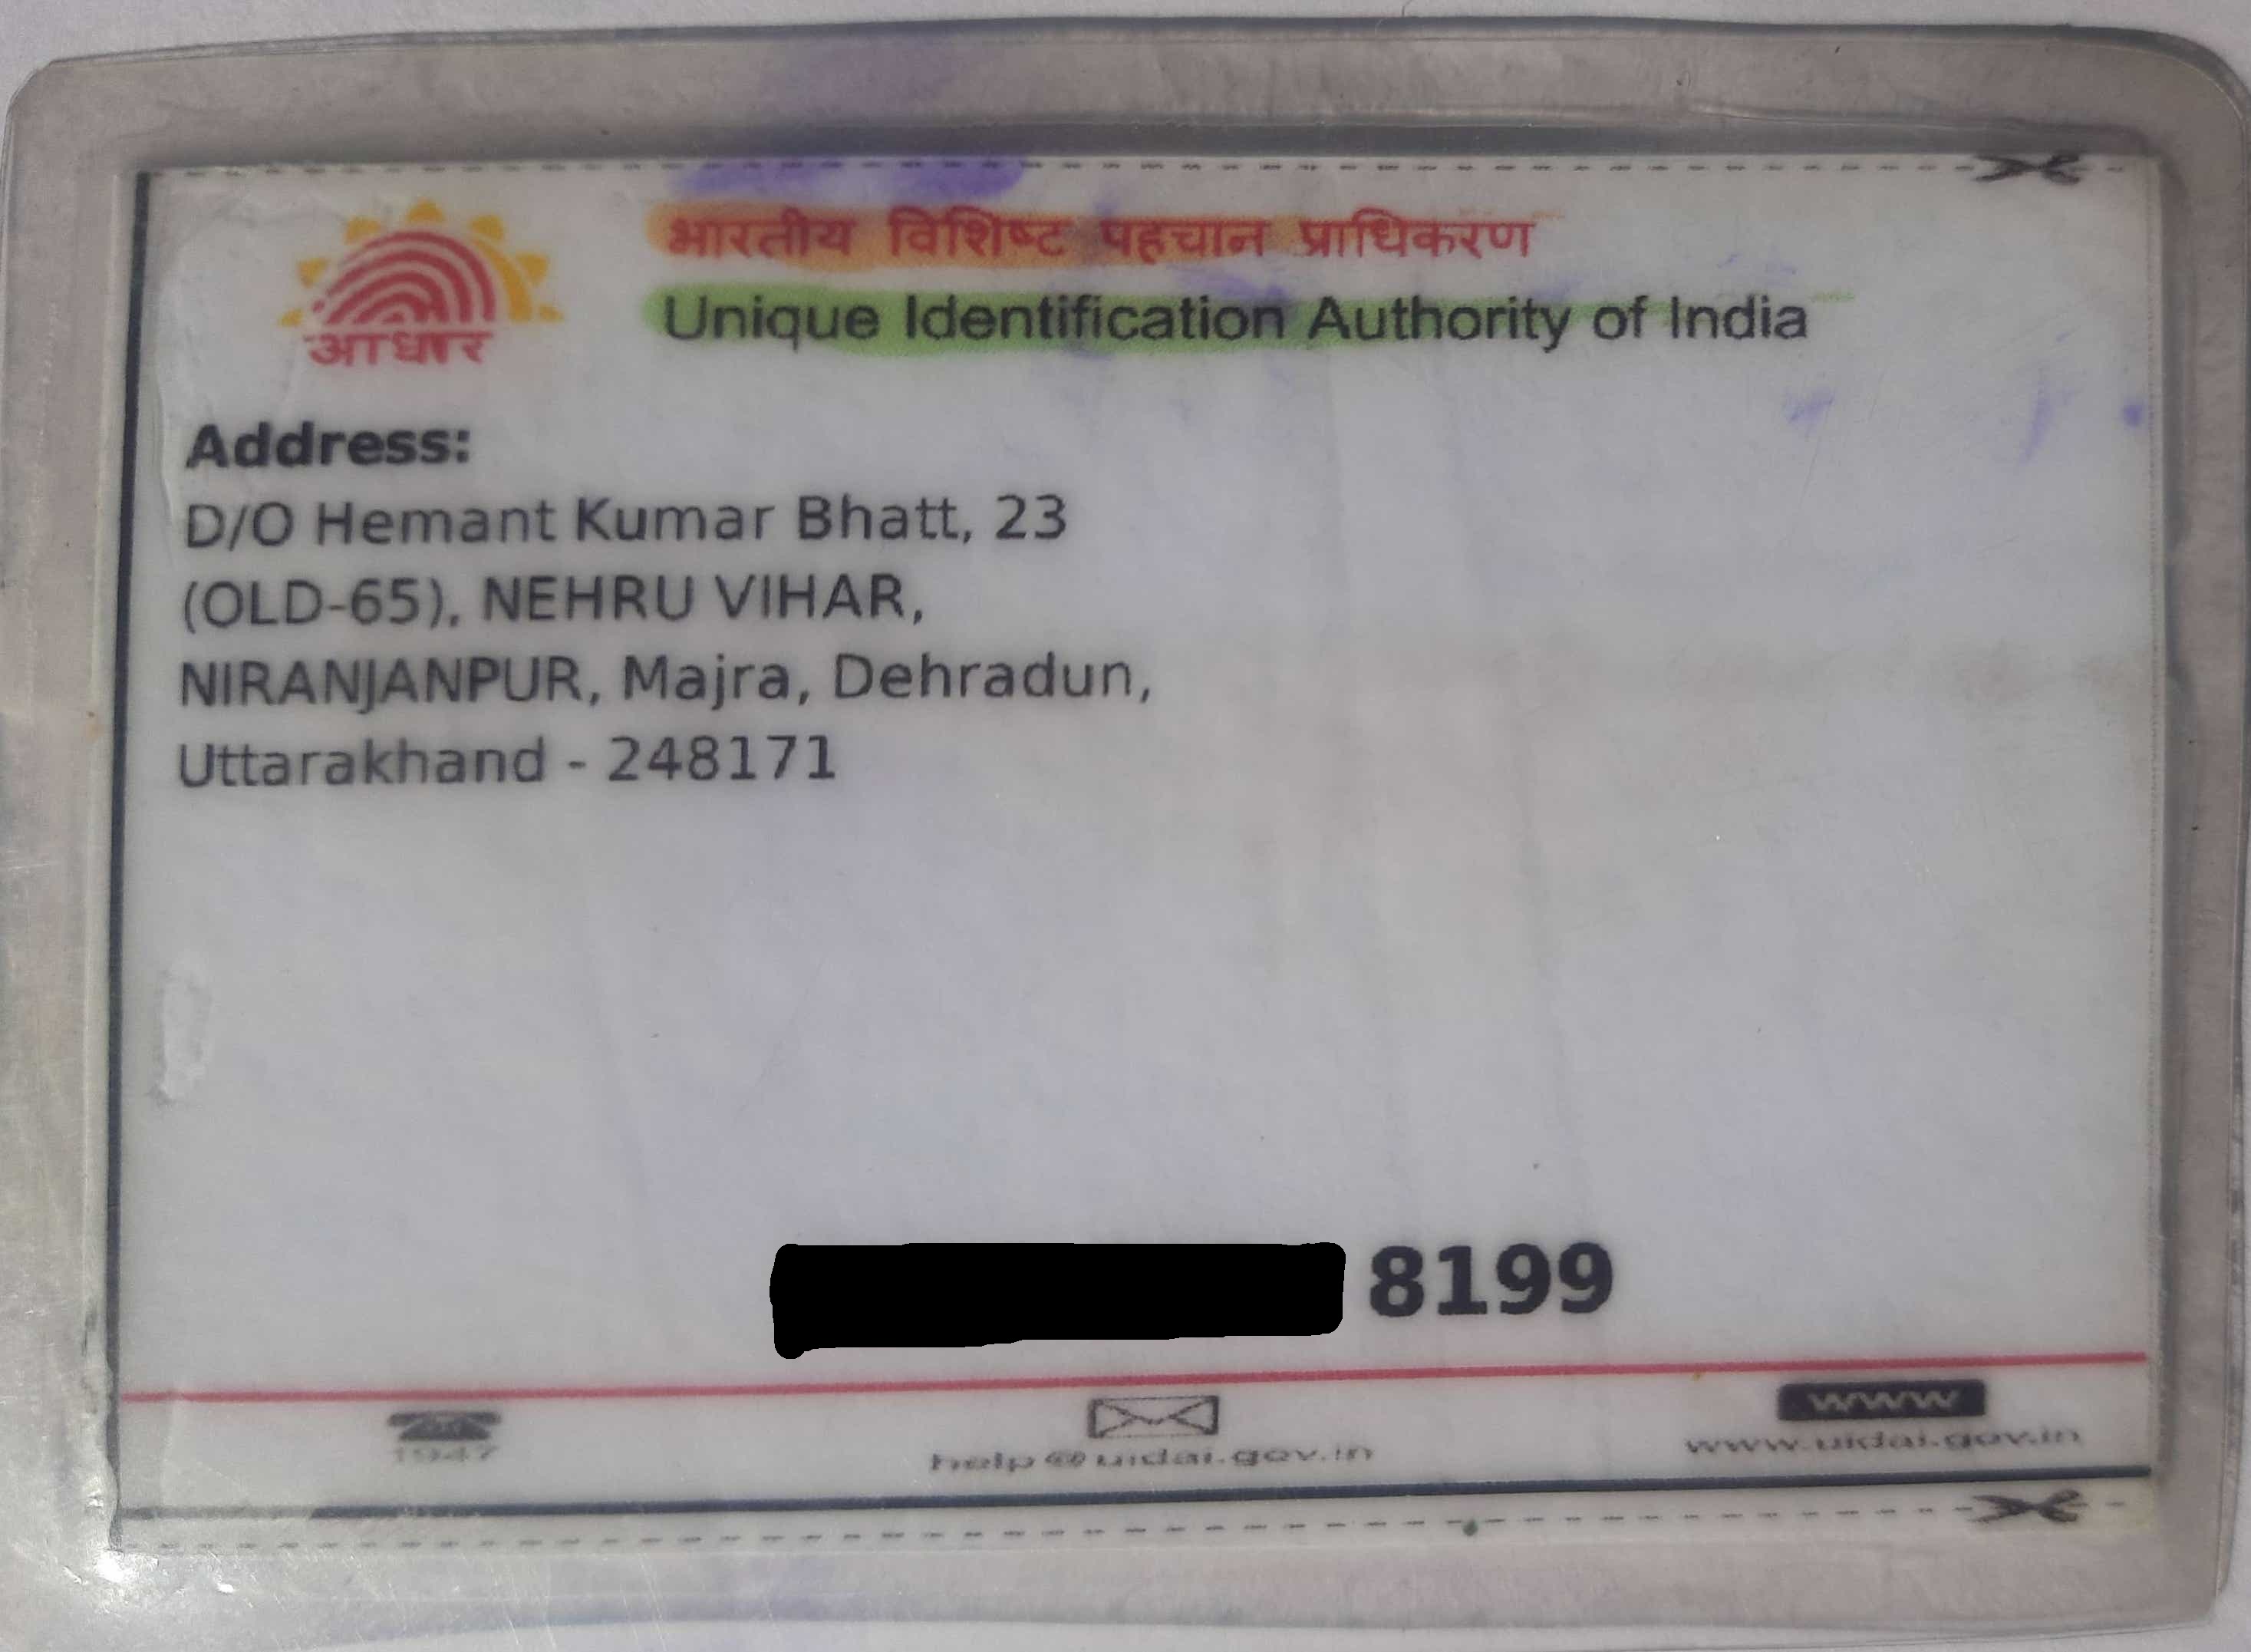 आधार
भारतीय विशिष्ट पहचान प्राधिकरण
Unique Identification Authority of India
Address:
D/O Hemant Kumar Bhatt, 23
(OLD-65), NEHRU VIHAR,
NIRANJANPUR, Majra, Dehradun,
Uttarakhand - 248171
8199
1947
help@uidai.gov.in
www
www.uidai.gov.in